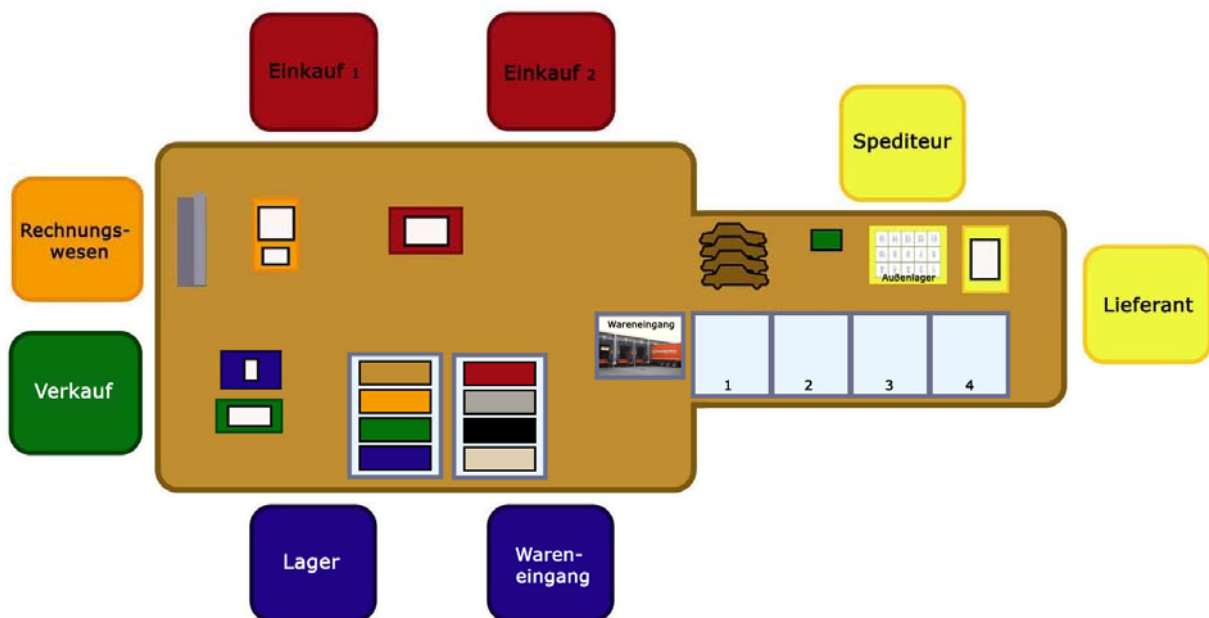 Einkauf 1
Einkauf 2
Spediteur
Rechnungs-
wesen
Außenlager
Lieferant
Wareneingang
Verkauf
1
2
3
4
Lager
Waren-
eingang